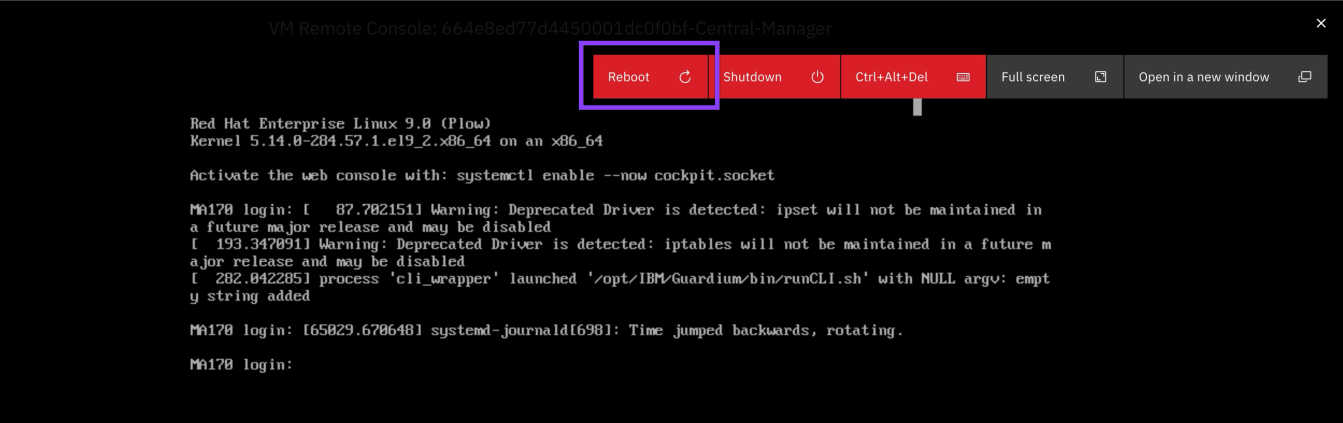 VM Remote Console: 664e8ed77d4450001dc0f0bf-Central-Manager
Reboot Shutdown Ctrl+Alt+Del Full screen Open in a new window
Red Hat Enterprise Linux 9.0 (Plow)
Kernel 5.14.0-284.57.1.el9_2.x86_64 on an x86_64
Activate the web console with: systemctl enable --now cockpit.socket
MA170 login: [   87.702151] Warning: Deprecated Driver is detected: ipset will not be maintained in
a future major release and may be disabled
[  193.347091] Warning: Deprecated Driver is detected: iptables will not be maintained in a future m
ajor release and may be disabled
[  282.042285] process 'cli_wrapper' launched '/opt/IBM/Guardium/bin/runCLI.sh' with NULL argv: empt
y string added
MA170 login: [65029.670648] systemd-journald[698]: Time jumped backwards, rotating.
MA170 login: